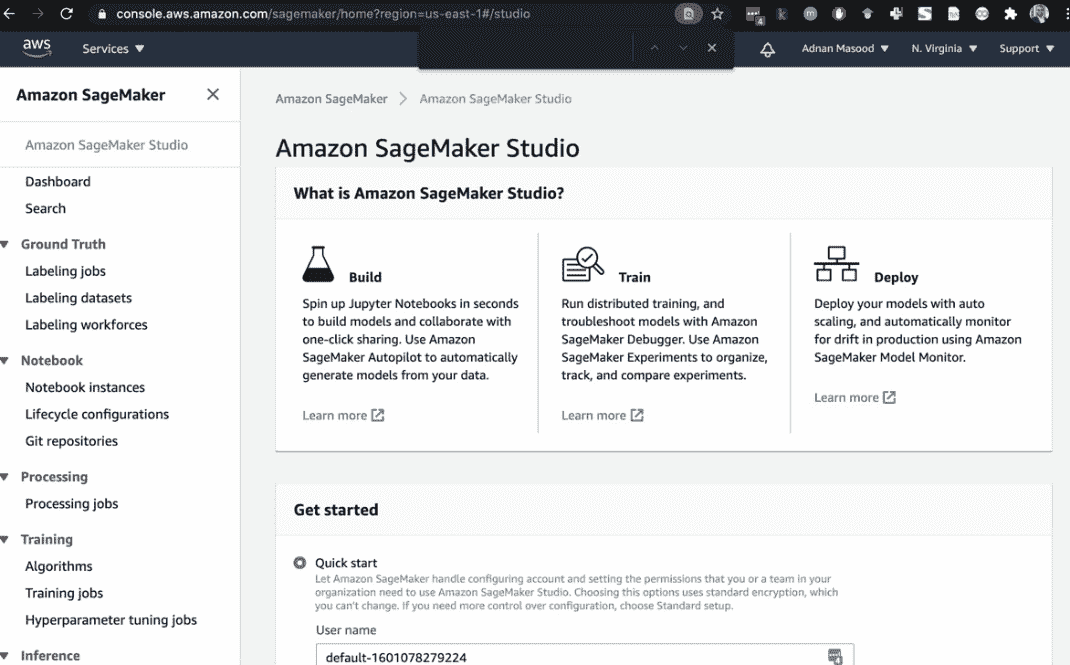 console.aws.amazon.com/sagemaker/home?region=us-east-1#/studio
4
aws
Services
Adnan Masood
N. Virginia
Support
Amazon SageMaker
Amazon SageMaker Studio
Dashboard
Search
Ground Truth
Labeling jobs
Labeling datasets
Labeling workforces
Notebook
Notebook instances
Lifecycle configurations
Git repositories
Processing
Processing jobs
Training
Algorithms
Training jobs
Hyperparameter tuning jobs
Inference
Amazon SageMaker
Amazon SageMaker Studio
Amazon SageMaker Studio
What is Amazon SageMaker Studio?
Build
Spin up Jupyter Notebooks in seconds
to build models and collaborate with
one-click sharing. Use Amazon
SageMaker Autopilot to automatically
generate models from your data.
Learn more
Train
Run distributed training, and
troubleshoot models with Amazon
SageMaker Debugger. Use Amazon
SageMaker Experiments to organize,
track, and compare experiments.
Learn more
Deploy
Deploy your models with auto
scaling, and automatically monitor
for drift in production using Amazon
SageMaker Model Monitor.
Learn more
Get started
Quick start
Let Amazon SageMaker handle configuring account and setting the permissions that you or a team in your
organization need to use Amazon SageMaker Studio. Choosing this options uses standard encryption, which
you can't change. If you need more control over configuration, choose Standard setup.
User name
default-1601078279224